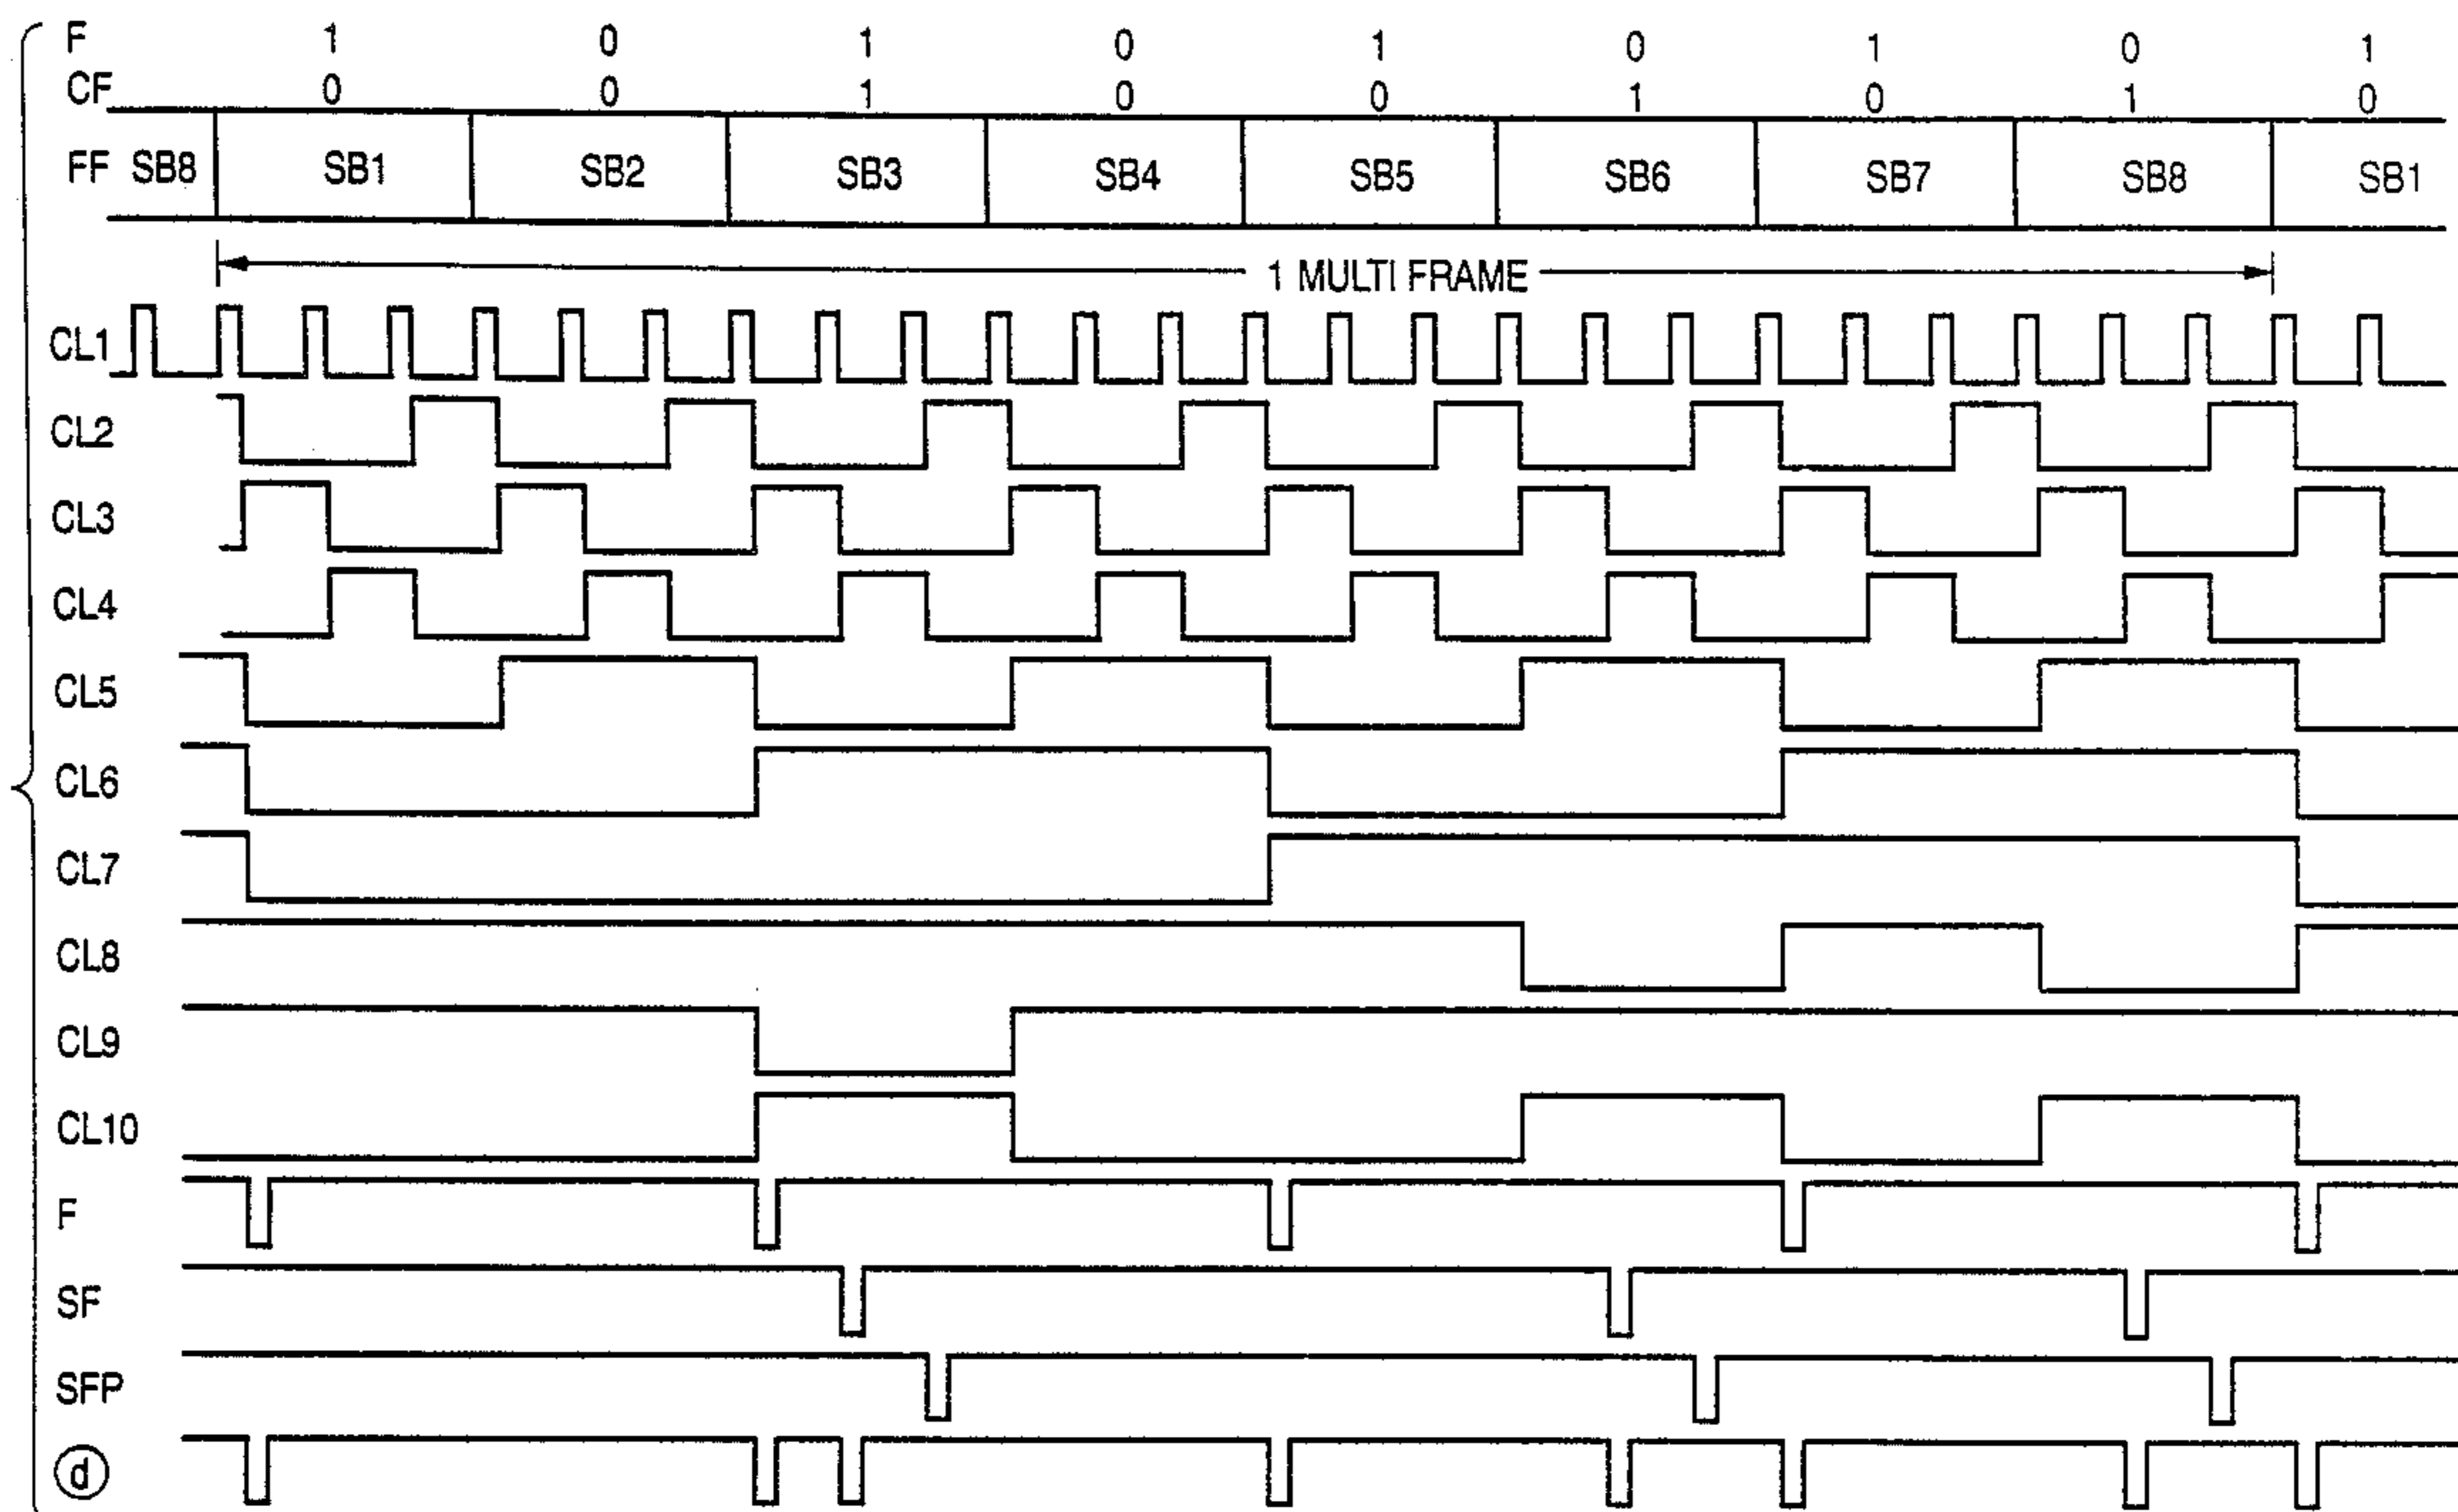 F 1 0 1 0 1 0 1 0 1
CF 0 0 1 0 0 1 0 1 0
FF SB8 SB1 SB2 SB3 SB4 SB5 SB6 SB7 SB8 SB1
1 MULTI FRAME
CL1
CL2
CL3
CL4
CL5
CL6
CL7
CL8
CL9
CL10
F
SF
SFP
d